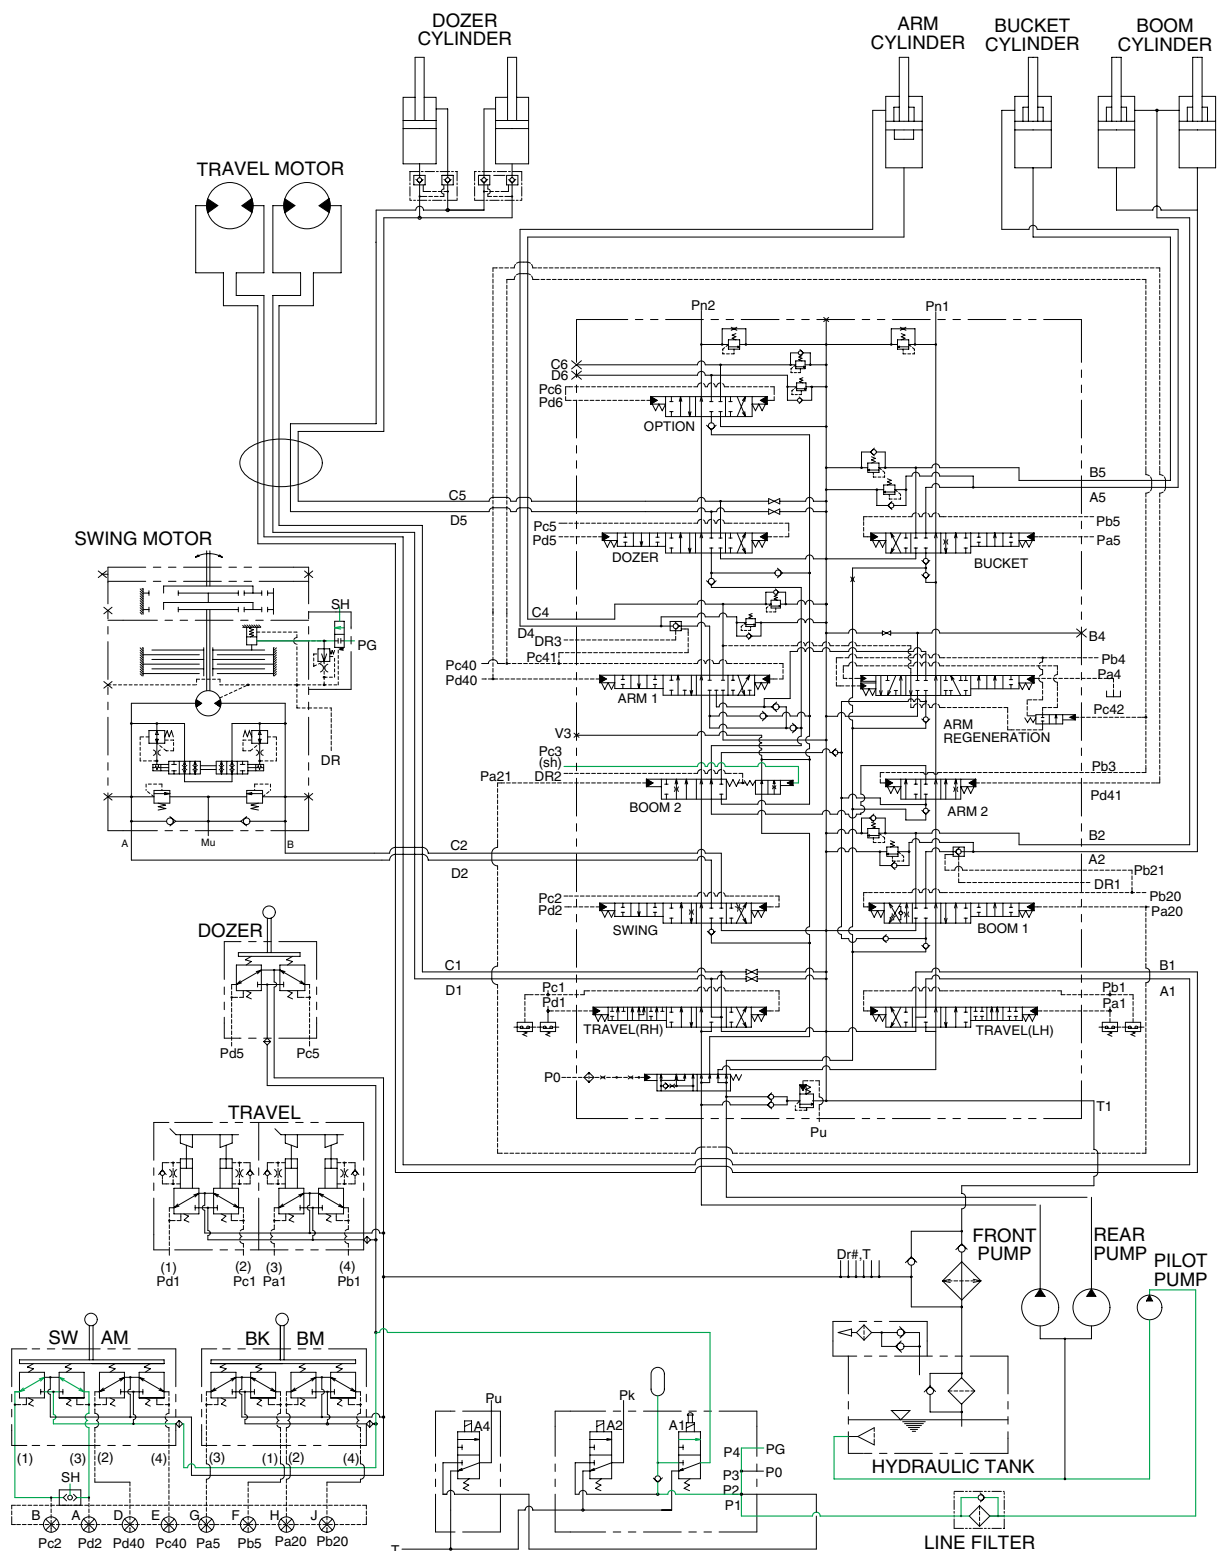 DOZER
CYLINDER
ARM
CYLINDER
BUCKET
CYLINDER
BOOM
CYLINDER
TRAVEL MOTOR
Pn2
Pn1
C6
D6
Pc6
Pd6
OPTION
B5
A5
C5
D5
Pc5
Pd5
DOZER
Pb5
Pa5
BUCKET
SWING MOTOR
SH
PG
C4
D4
DR3
Pc41
B4
Pc40
Pd40
ARM 1
Pb4
Pa4
Pc42
ARM
REGENERATION
DR
V3
Pc3
(sh)
DR2
Pa21
BOOM 2
Pb3
Pd41
ARM 2
A
Mu
B
C2
D2
B2
A2
Pb21
DR1
Pc2
Pd2
SWING
Pb20
Pa20
BOOM 1
DOZER
C1
D1
B1
A1
Pc1
Pd1
TRAVEL(RH)
Pb1
Pa1
TRAVEL(LH)
Pd5
Pc5
P0
T1
Pu
TRAVEL
FRONT
PUMP
REAR
PUMP
PILOT
PUMP
Dr#,T
(1)
Pd1
(2)
Pc1
(3)
Pa1
(4)
Pb1
SW
AM
BK
BM
Pu
A4
Pk
A2
A1
P4
PG
P3
P0
P2
P1
HYDRAULIC TANK
(1)
(3)
(2)
(4)
(3)
(1)
(2)
(4)
SH
B
A
D
E
G
F
H
J
Pc2
Pd2
Pd40
Pc40
Pa5
Pb5
Pa20
Pb20
T
LINE FILTER